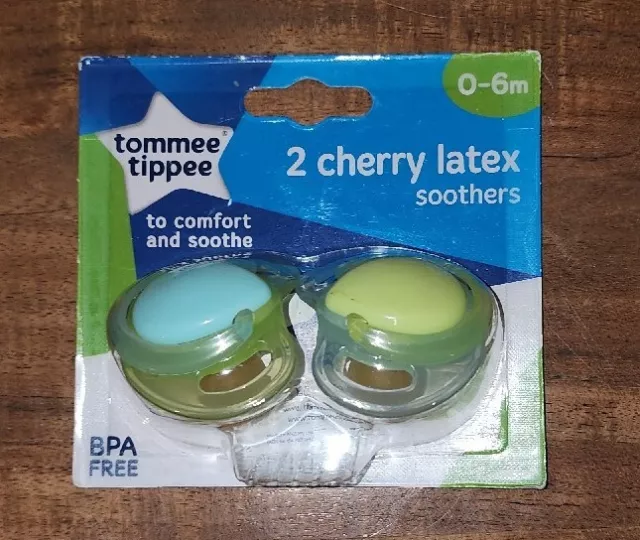 0-6m
tommee
tippee
2 cherry latex
soothers
to comfort
and soothe
BPA
FREE